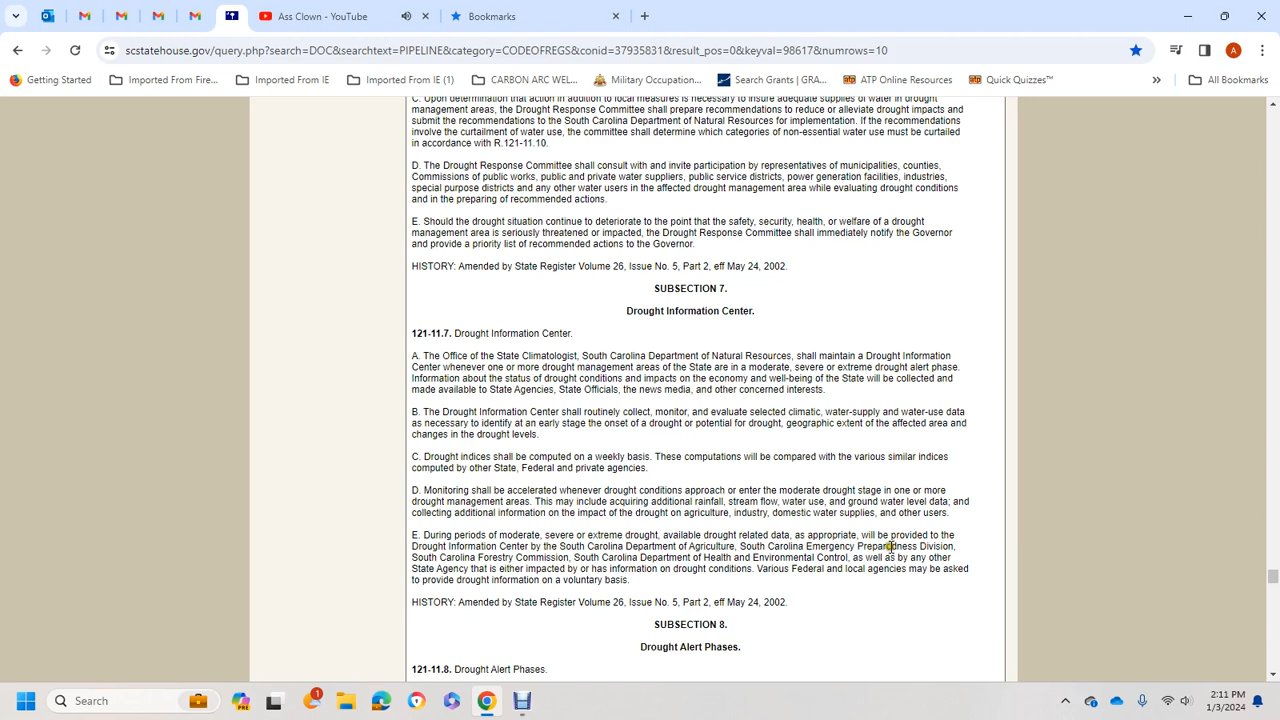 Ass Clown - YouTube
Bookmarks
scstatehouse.gov/query.php?search=DOC&searchtext=PIPELINE&category=CODEOFREGS&conid=37935831&result_pos=0&keyval=98617&numrows=10
A
Getting Started
Imported From Fire...
Imported From IE
Imported From IE (1)
CARBON ARC WEL...
Military Occupation...
Search Grants | GRA...
ATP Online Resources
Quick Quizzes™
All Bookmarks
C. Upon determination that action in addition to local measures is necessary to insure adequate supplies of water in drought
management areas, the Drought Response Committee shall prepare recommendations to reduce or alleviate drought impacts and
submit the recommendations to the South Carolina Department of Natural Resources for implementation. If the recommendations
involve the curtailment of water use, the committee shall determine which categories of non-essential water use must be curtailed
in accordance with R.121-11.10.
D. The Drought Response Committee shall consult with and invite participation by representatives of municipalities, counties,
Commissions of public works, public and private water suppliers, public service districts, power generation facilities, industries,
special purpose districts and any other water users in the affected drought management area while evaluating drought conditions
and in the preparing of recommended actions.
E. Should the drought situation continue to deteriorate to the point that the safety, security, health, or welfare of a drought
management area is seriously threatened or impacted, the Drought Response Committee shall immediately notify the Governor
and provide a priority list of recommended actions to the Governor.
HISTORY: Amended by State Register Volume 26, Issue No. 5, Part 2, eff May 24, 2002.
SUBSECTION 7.
Drought Information Center.
121-11.7. Drought Information Center.
A. The Office of the State Climatologist, South Carolina Department of Natural Resources, shall maintain a Drought Information
Center whenever one or more drought management areas of the State are in a moderate, severe or extreme drought alert phase.
Information about the status of drought conditions and impacts on the economy and well-being of the State will be collected and
made available to State Agencies, State Officials, the news media, and other concerned interests.
B. The Drought Information Center shall routinely collect, monitor, and evaluate selected climatic, water-supply and water-use data
as necessary to identify at an early stage the onset of a drought or potential for drought, geographic extent of the affected area and
changes in the drought levels.
C. Drought indices shall be computed on a weekly basis. These computations will be compared with the various similar indices
computed by other State, Federal and private agencies.
D. Monitoring shall be accelerated whenever drought conditions approach or enter the moderate drought stage in one or more
drought management areas. This may include acquiring additional rainfall, stream flow, water use, and ground water level data; and
collecting additional information on the impact of the drought on agriculture, industry, domestic water supplies, and other users.
E. During periods of moderate, severe or extreme drought, available drought related data, as appropriate, will be provided to the
Drought Information Center by the South Carolina Department of Agriculture, South Carolina Emergency Preparedness Division,
South Carolina Forestry Commission, South Carolina Department of Health and Environmental Control, as well as by any other
State Agency that is either impacted by or has information on drought conditions. Various Federal and local agencies may be asked
to provide drought information on a voluntary basis.
HISTORY: Amended by State Register Volume 26, Issue No. 5, Part 2, eff May 24, 2002.
SUBSECTION 8.
Drought Alert Phases.
121-11.8. Drought Alert Phases.
Search
PRE
1
2:11 PM
1/3/2024